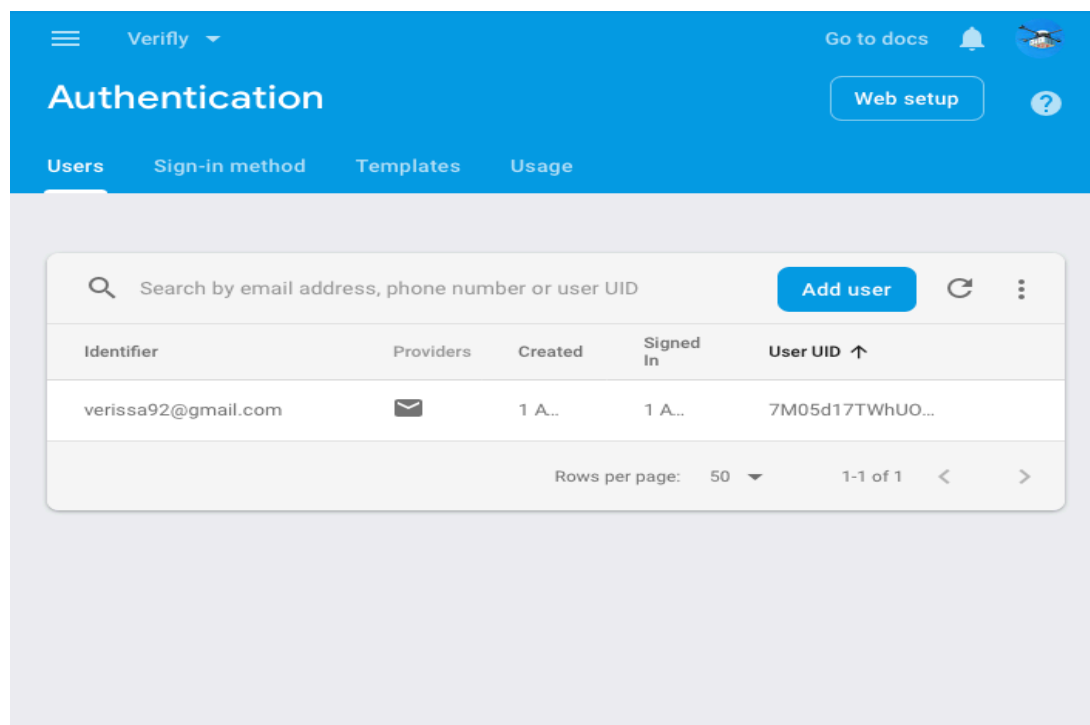 Verifly
Go to docs
Authentication
Web setup
Users Sign-in method Templates Usage
Search by email address, phone number or user UID
Add user
Identifier Providers Created Signed In User UID
verissa92@gmail.com 1 A... 1 A... 7M05d17TWhUO...
Rows per page: 50 1-1 of 1